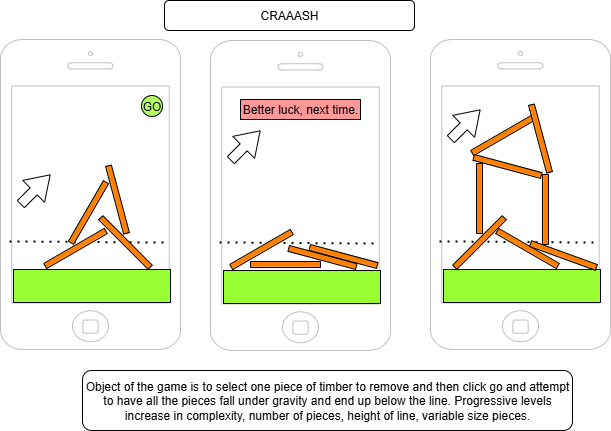 CRAAASH
GO
Better luck, next time.
Object of the game is to select one piece of timber to remove and then click go and attempt
to have all the pieces fall under gravity and end up below the line. Progressive levels
increase in complexity, number of pieces, height of line, variable size pieces.